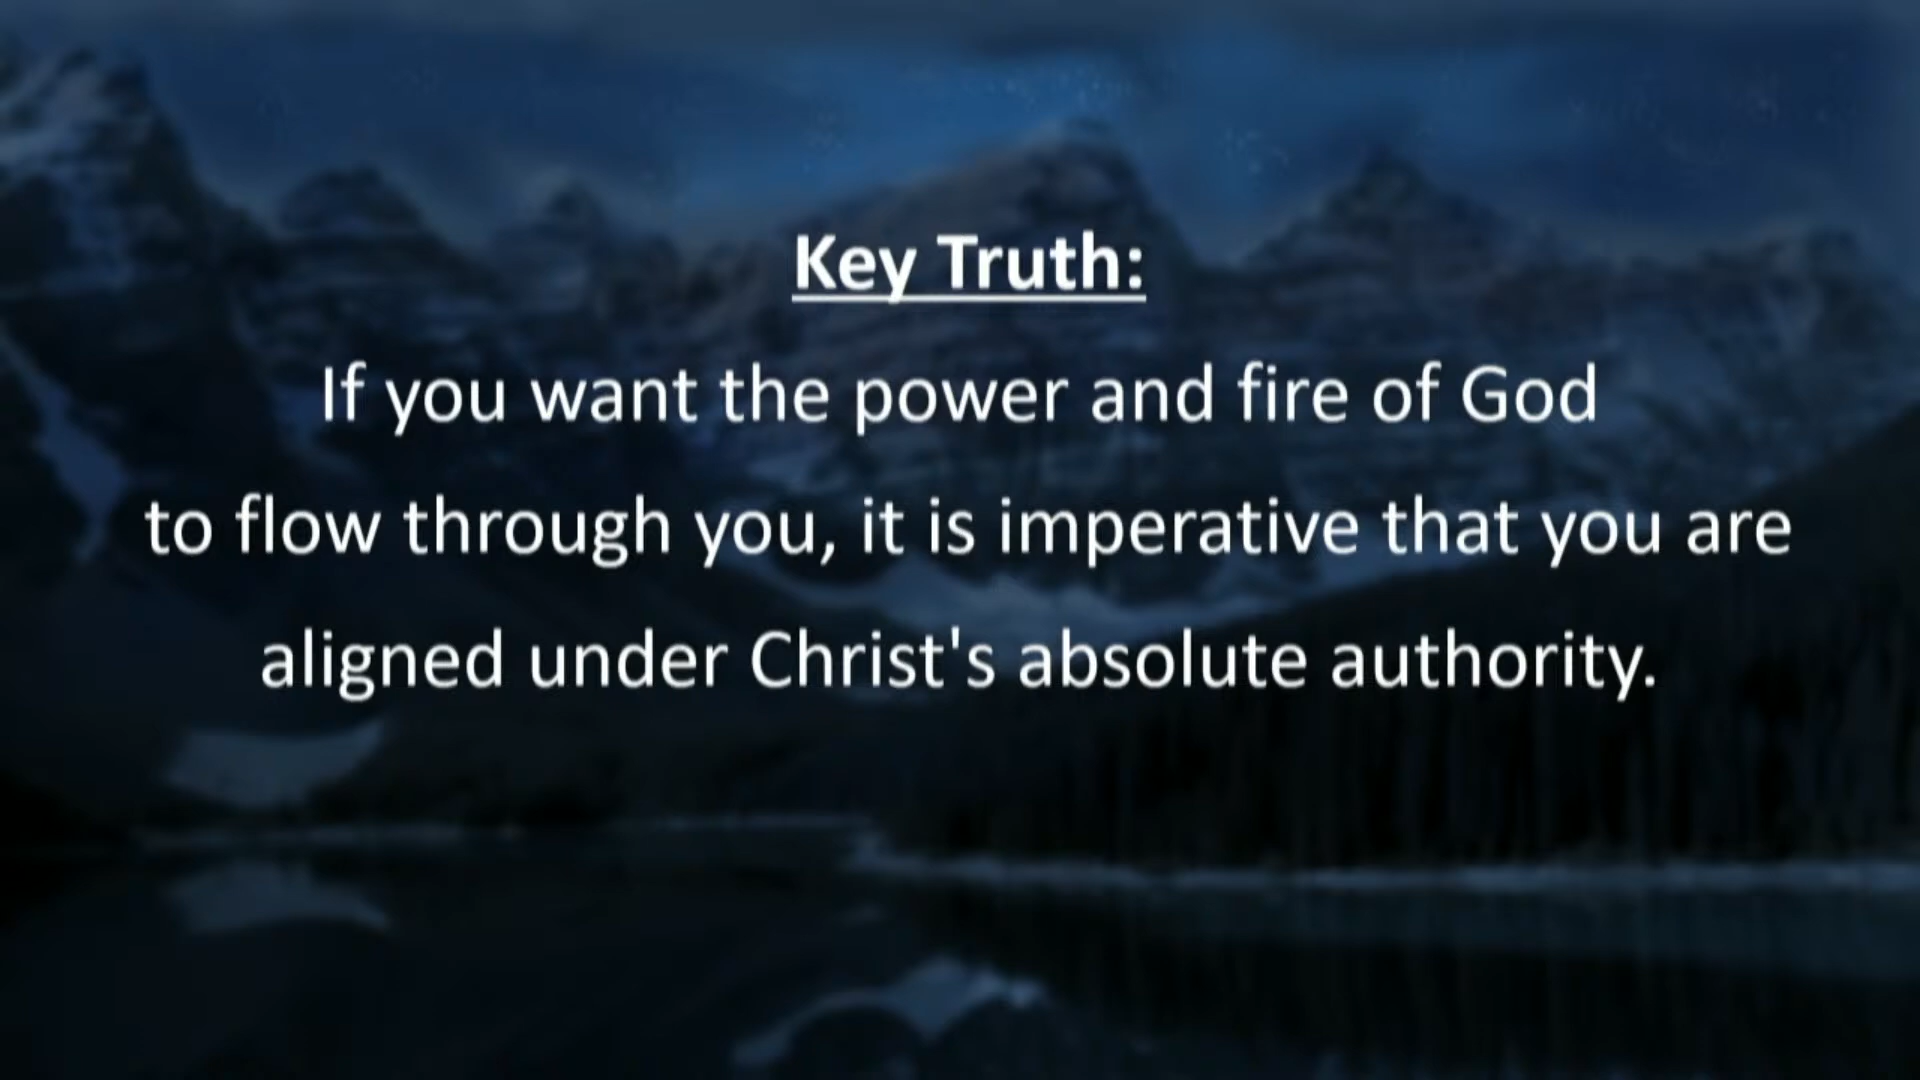 Key Truth:
If you want the power and fire of God
to flow through you, it is imperative that you are
aligned under Christ's absolute authority.